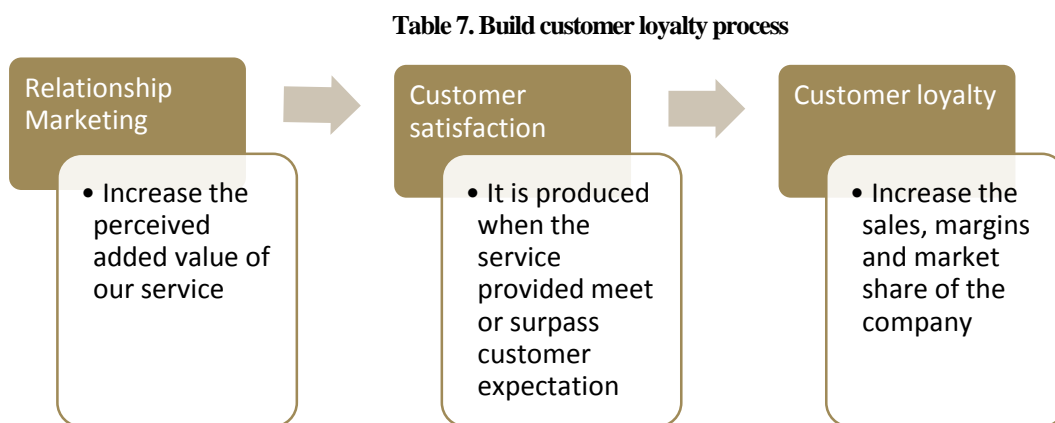 Table 7. Build customer loyalty process
Relationship
Marketing
• Increase the
perceived
added value of
our service
Customer
satisfaction
• It is produced
when the
service
provided meet
or surpass
customer
expectation
Customer loyalty
• Increase the
sales, margins
and market
share of the
company